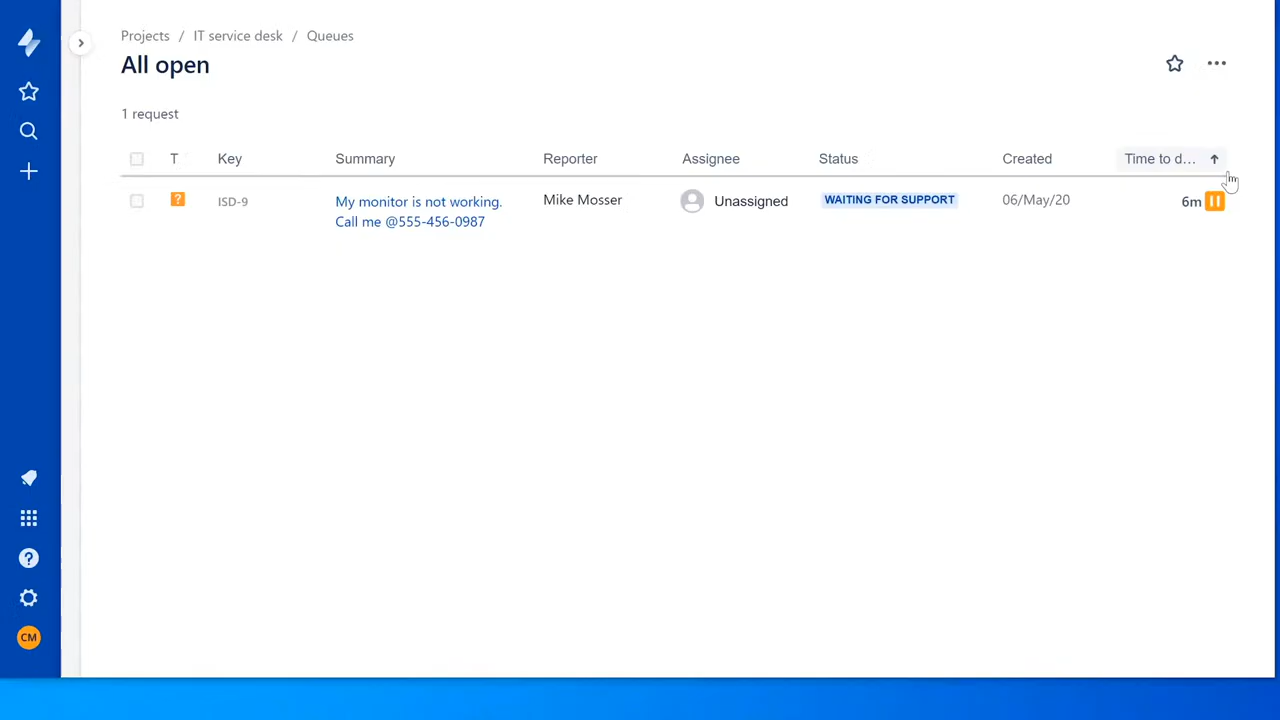 Projects / IT service desk / Queues
All open
1 request
T Key Summary Reporter Assignee Status Created Time to d...
? ISD-9 My monitor is not working. Mike Mosser Unassigned WAITING FOR SUPPORT 06/May/20 6m
Call me @555-456-0987
?
CM